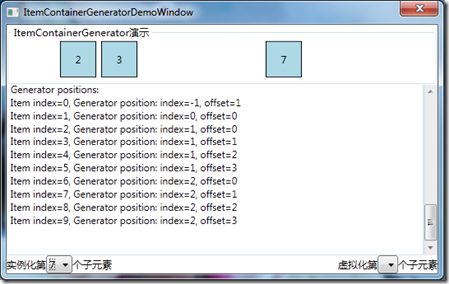 ItemContainerGeneratorDemoWindow
ItemContainerGenerator演示
2 3 7
Generator positions:
Item index=0, Generator position: index=-1, offset=1
Item index=1, Generator position: index=0, offset=0
Item index=2, Generator position: index=1, offset=0
Item index=3, Generator position: index=1, offset=1
Item index=4, Generator position: index=1, offset=2
Item index=5, Generator position: index=1, offset=3
Item index=6, Generator position: index=2, offset=0
Item index=7, Generator position: index=2, offset=1
Item index=8, Generator position: index=2, offset=2
Item index=9, Generator position: index=2, offset=3
实例化第 7 个子元素 虚拟化第 个子元素